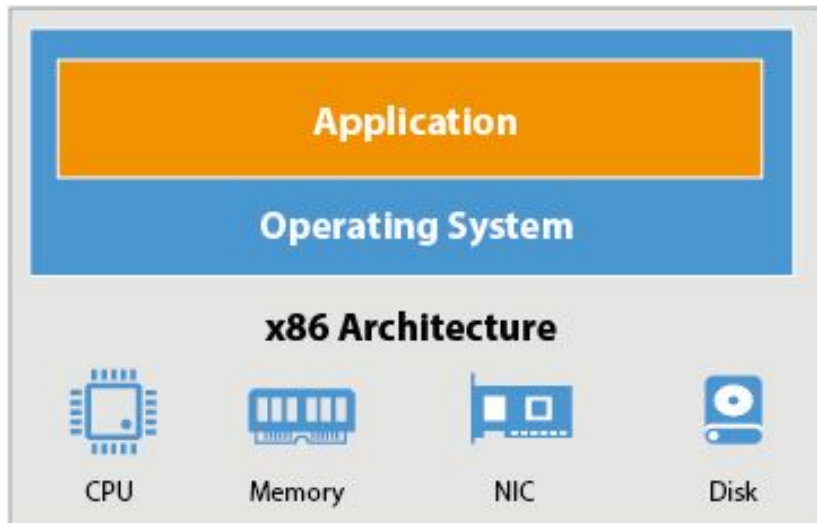 Application
Operating System
x86 Architecture
CPU Memory NIC Disk